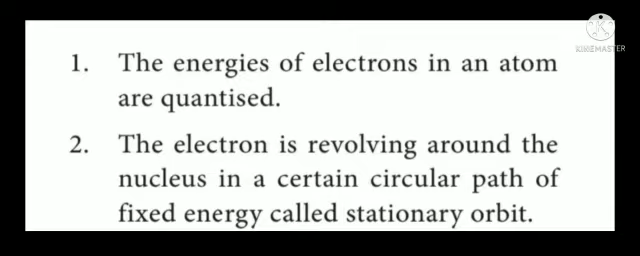 KINEMASTER
1. The energies of electrons in an atom
are quantised.
2. The electron is revolving around the
nucleus in a certain circular path of
fixed energy called stationary orbit.